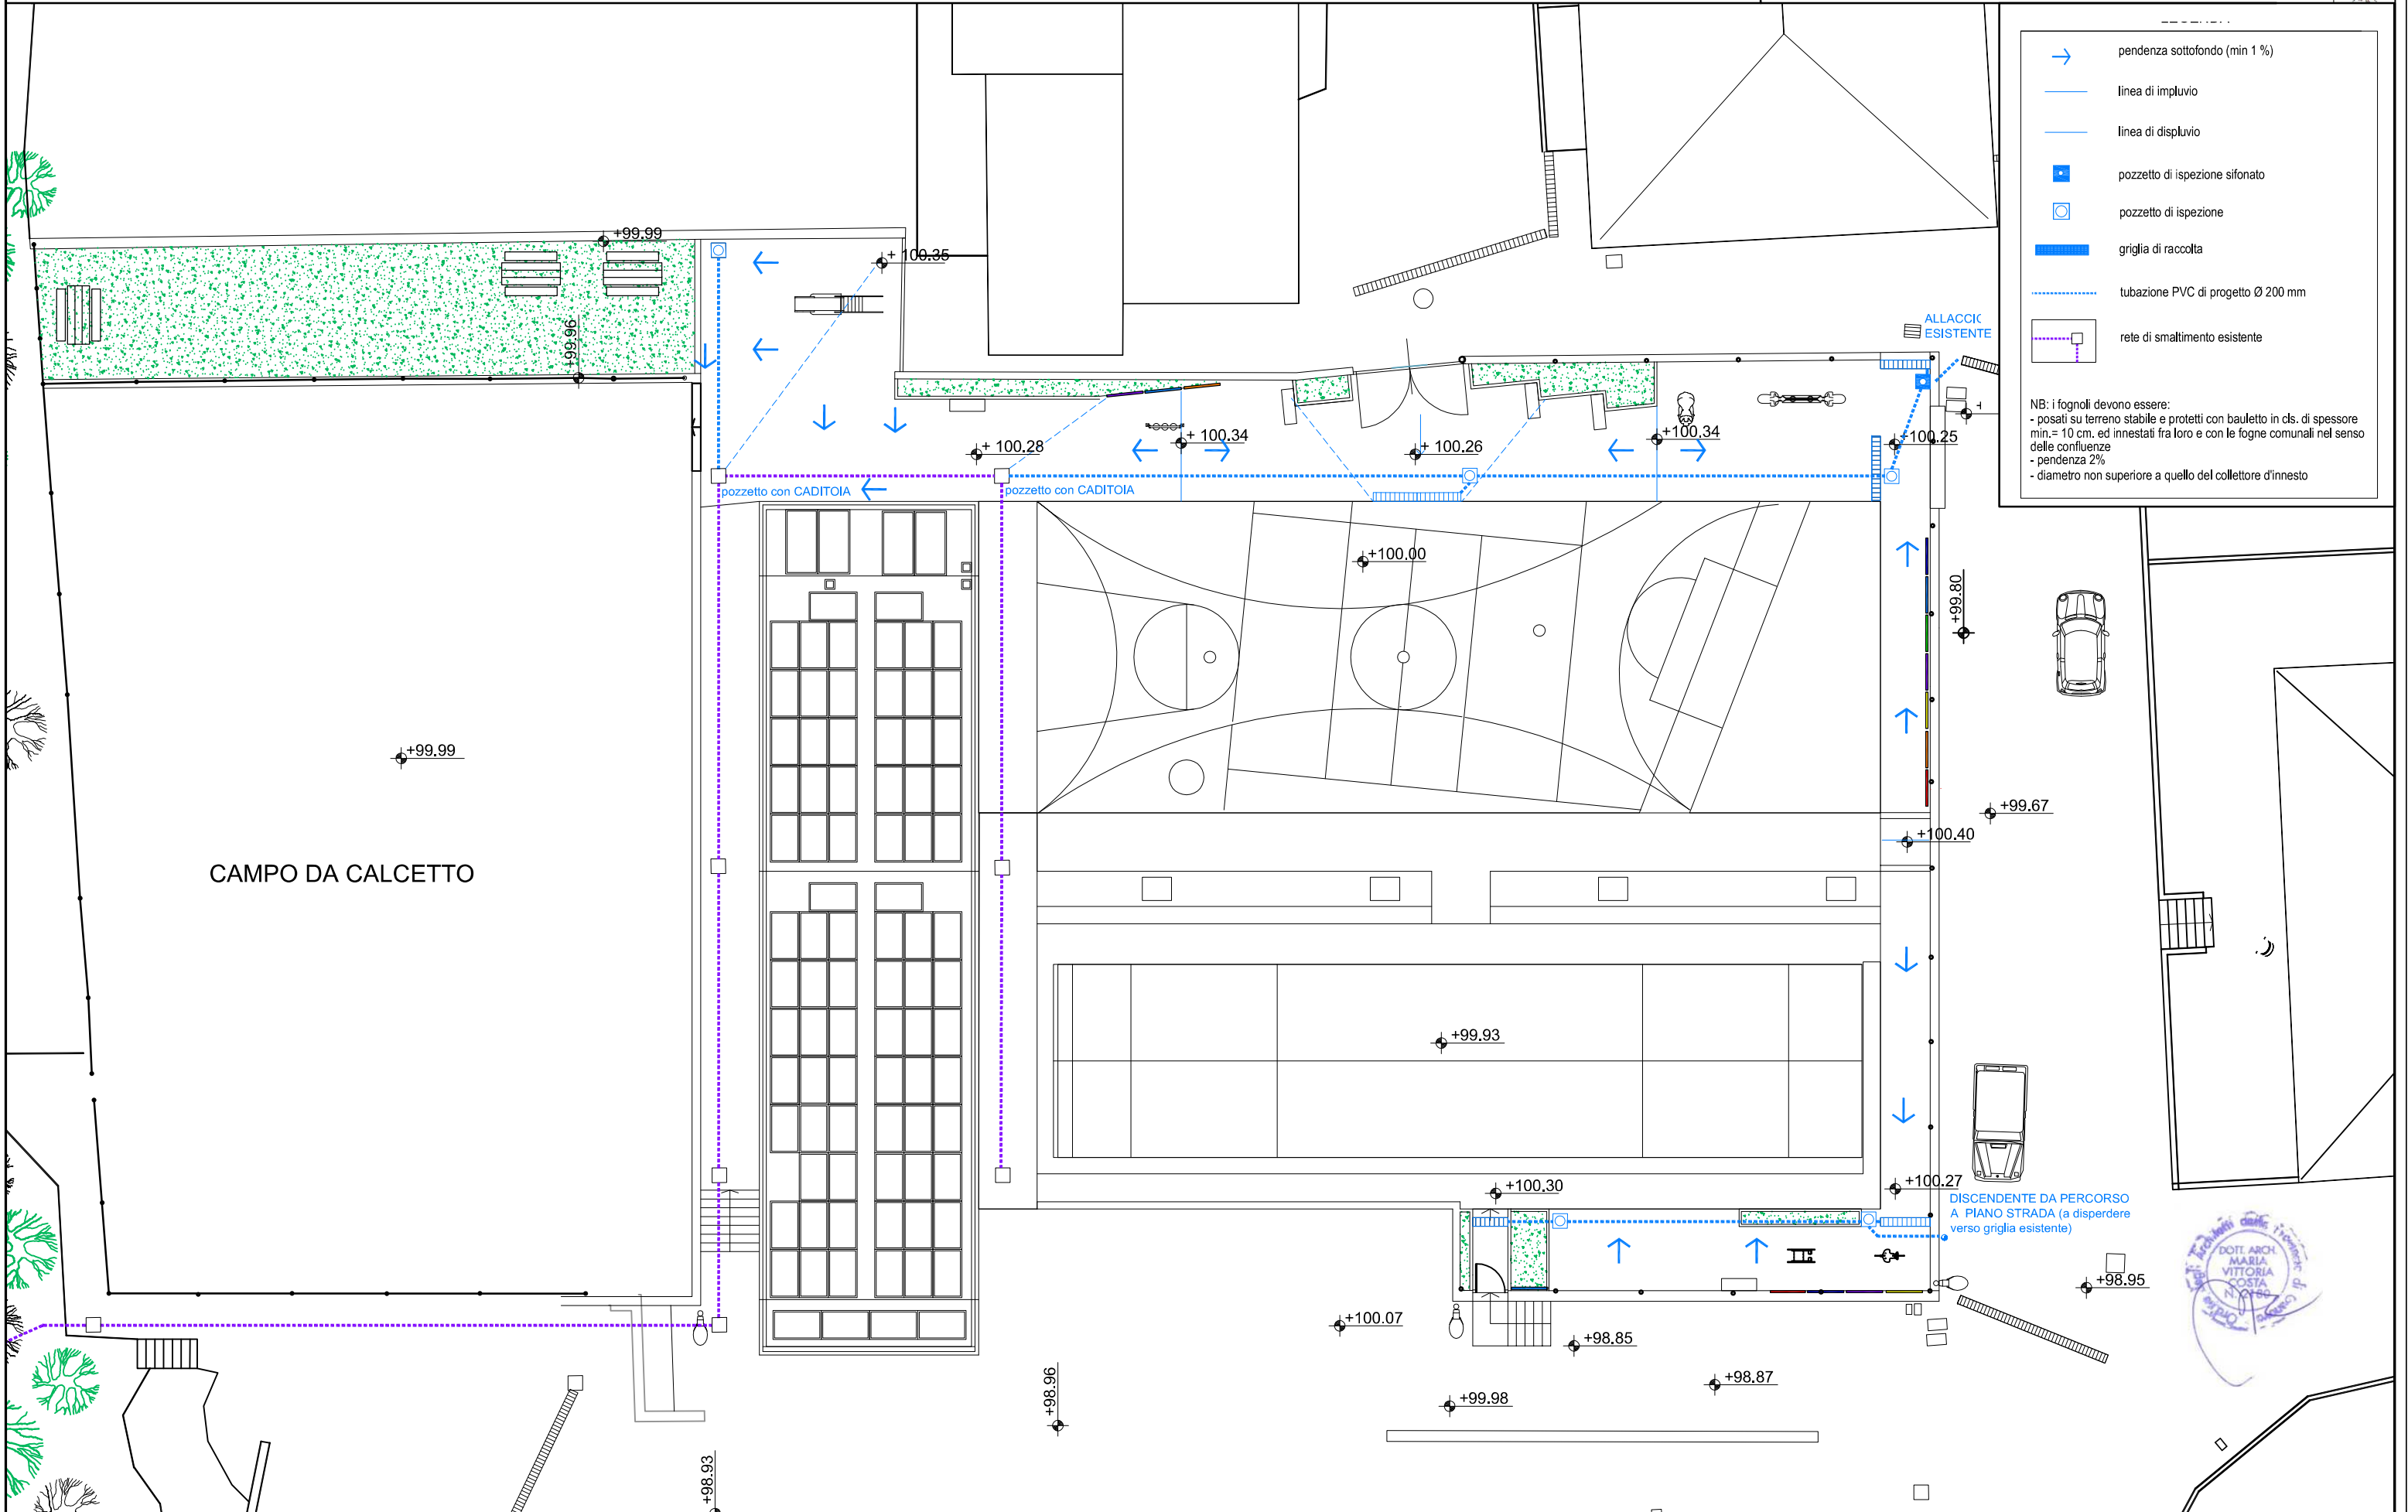 pendenza sottofondo (min 1 %)
linea di impluvio
linea di displuvio
pozzetto di ispezione sifonato
pozzetto di ispezione
griglia di raccolta
tubazione PVC di progetto Ø 200 mm
rete di smaltimento esistente
NB: i fognoli devono essere:
- posati su terreno stabile e protetti con bauletto in cls. di spessore
min.= 10 cm. ed innestati fra loro e con le fogne comunali nel senso
delle confluenze
- pendenza 2%
- diametro non superiore a quello del collettore d'innesto
+99.99
+ 100.35
+99.96
ALLACCIO
ESISTENTE
+ 100.28
+ 100.34
+ 100.26
+100.34
+100.25
pozzetto con CADITOIA
pozzetto con CADITOIA
+100.00
+99.80
+99.99
+99.67
+100.40
CAMPO DA CALCETTO
+99.93
+100.30
+100.27
DISCENDENTE DA PERCORSO
A PIANO STRADA (a disperdere
verso griglia esistente)
+98.95
+100.07
+98.85
+98.87
+98.96
+99.98
+98.93
DOTT. ARCH.
MARIA
VITTORIA
COSTA